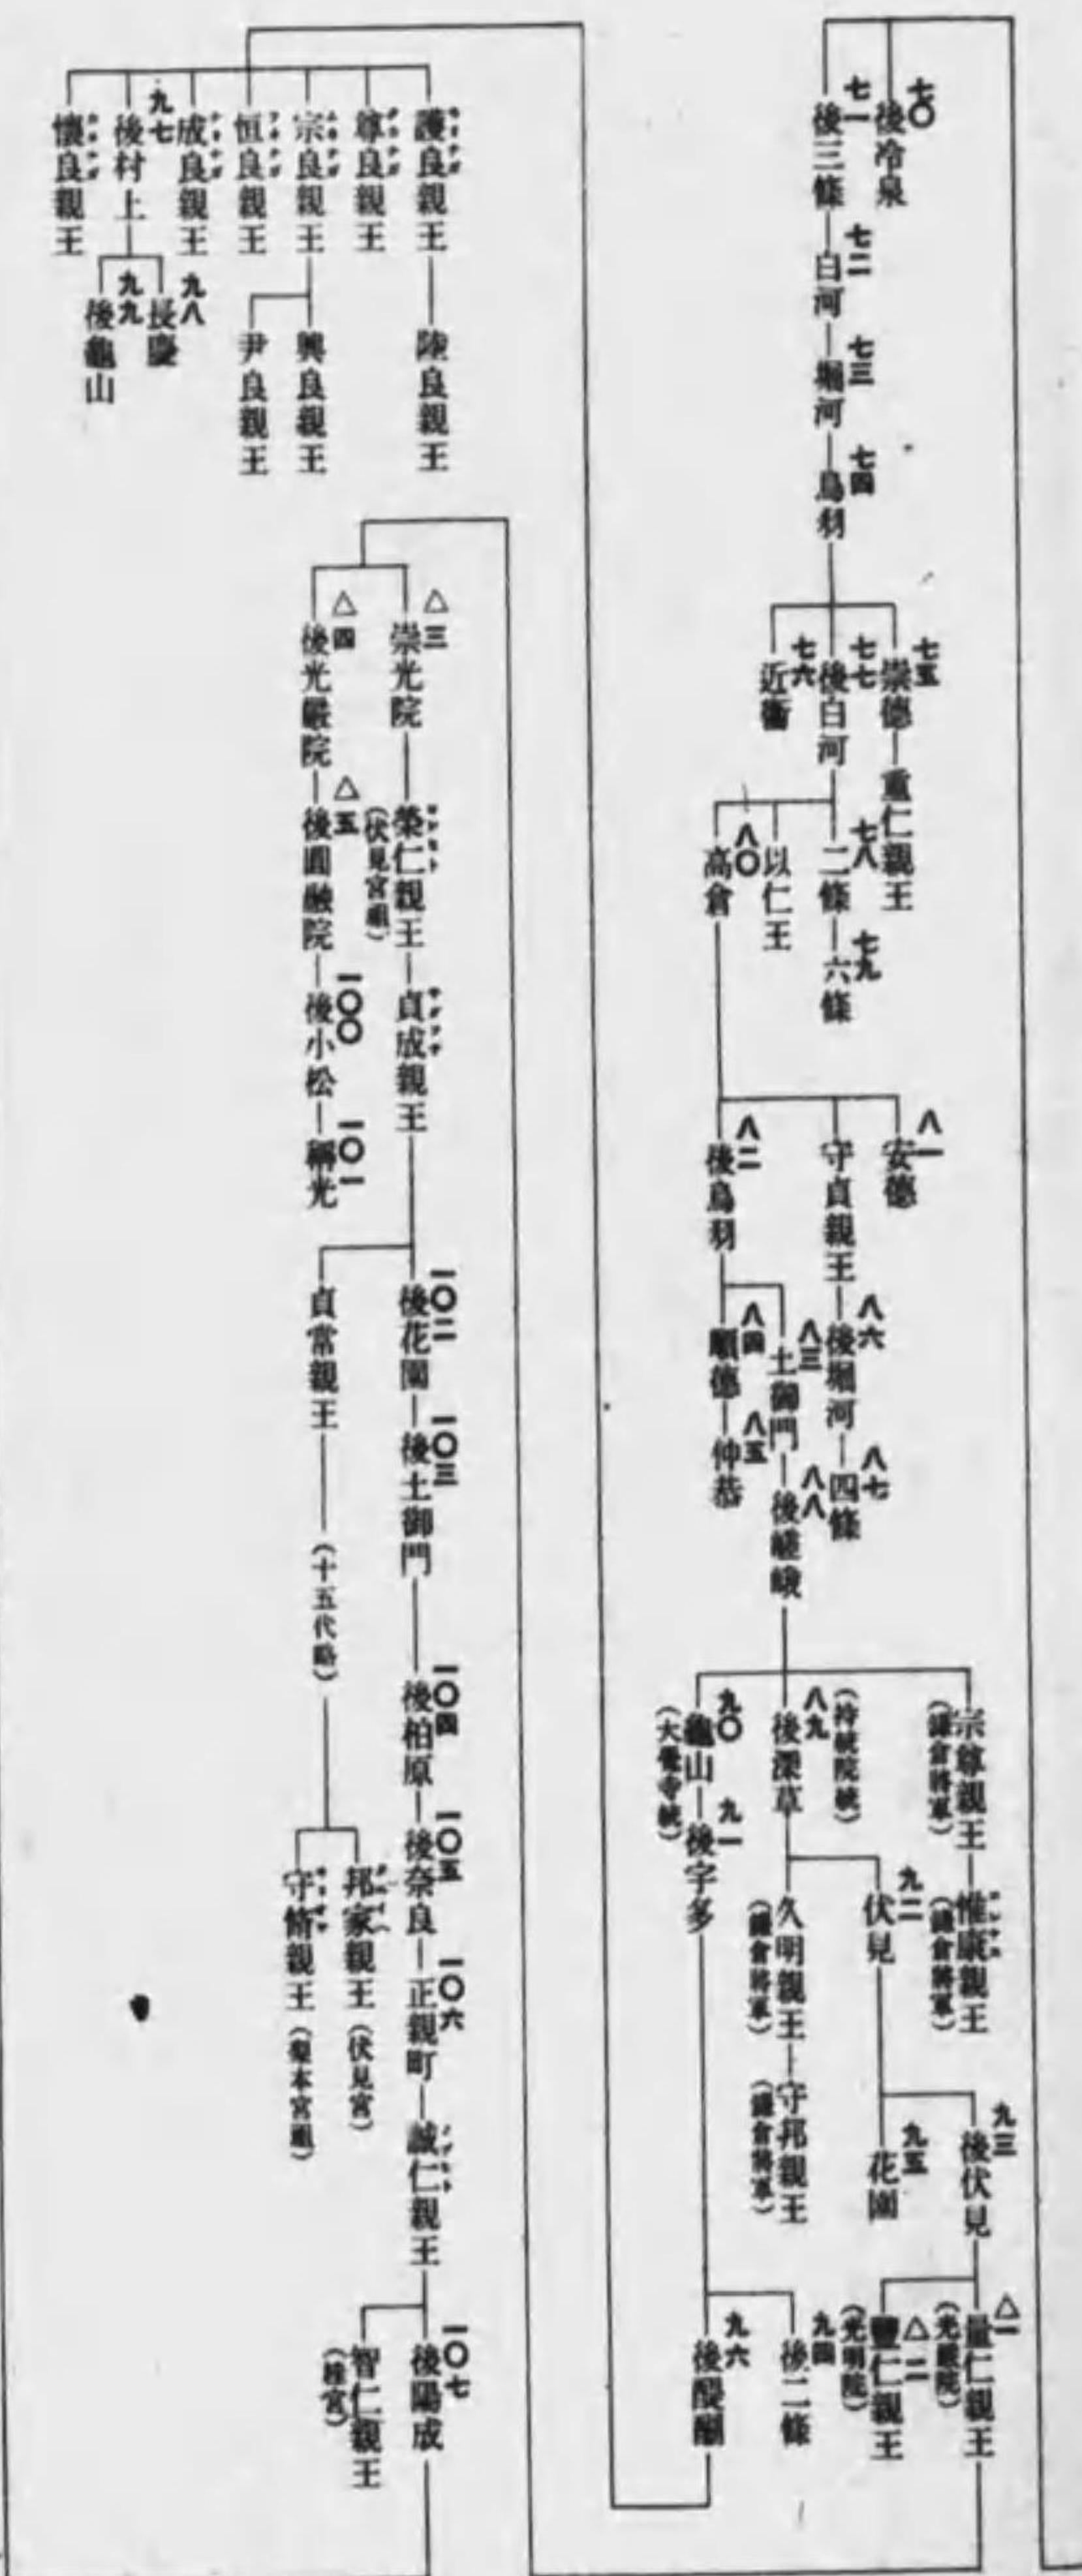 七〇
後冷泉
七一
後三條
七二
白河
七三
堀河
七四
鳥羽
七五
崇德
重仁親王
七七
後白河
七六
近衞
七八
二條
七九
六條
以仁王
八〇
高倉
八一
安德
守貞親王
八六
後堀河
八七
四條
八二
後鳥羽
八三
土御門
八八
後嵯峨
八四
順德
八五
仲恭
宗尊親王
(鎌倉將軍)
惟康親王
(鎌倉將軍)
(持統院統)
八九
後深草
九二
伏見
九三
後伏見
九五
花園
△一
量仁親王
(光嚴院)
△二
豐仁親王
(光明院)
久明親王
(鎌倉將軍)
守邦親王
(鎌倉將軍)
九〇
龜山
(大覺寺統)
九一
後宇多
九四
後二條
九六
後醍醐
護良親王
陸良親王
尊良親王
宗良親王
興良親王
尹良親王
恒良親王
成良親王
九七
後村上
九八
長慶
九九
後龜山
懷良親王
△三
崇光院
榮仁親王
(伏見宮祖)
貞成親王
△四
後光嚴院
△五
後圓融院
一〇〇
後小松
一〇一
稱光
一〇二
後花園
一〇三
後土御門
一〇四
後柏原
一〇五
後奈良
一〇六
正親町
誠仁親王
一〇七
後陽成
智仁親王
(桂宮)
貞常親王
(十五代略)
邦家親王
(伏見宮)
守脩親王
(梨本宮祖)